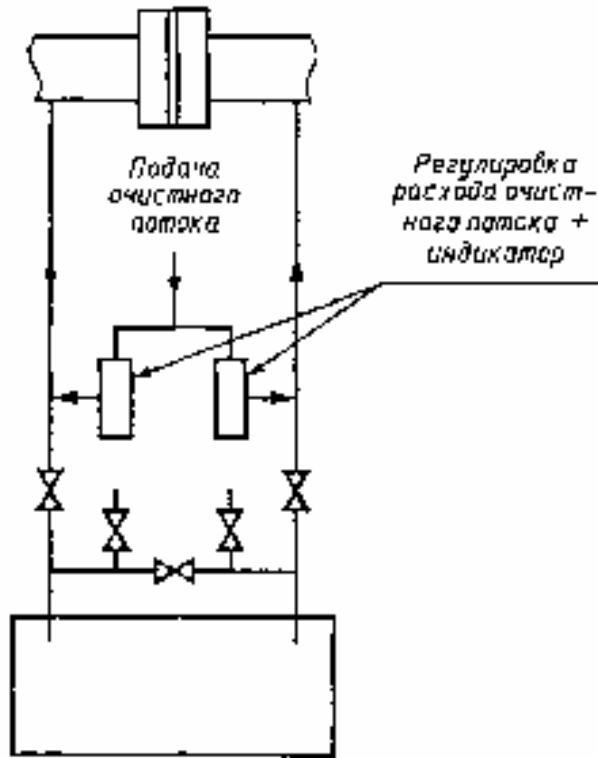 Подача
очистного
потока
Регулировка
расхода очист-
ного потока +
индикатор